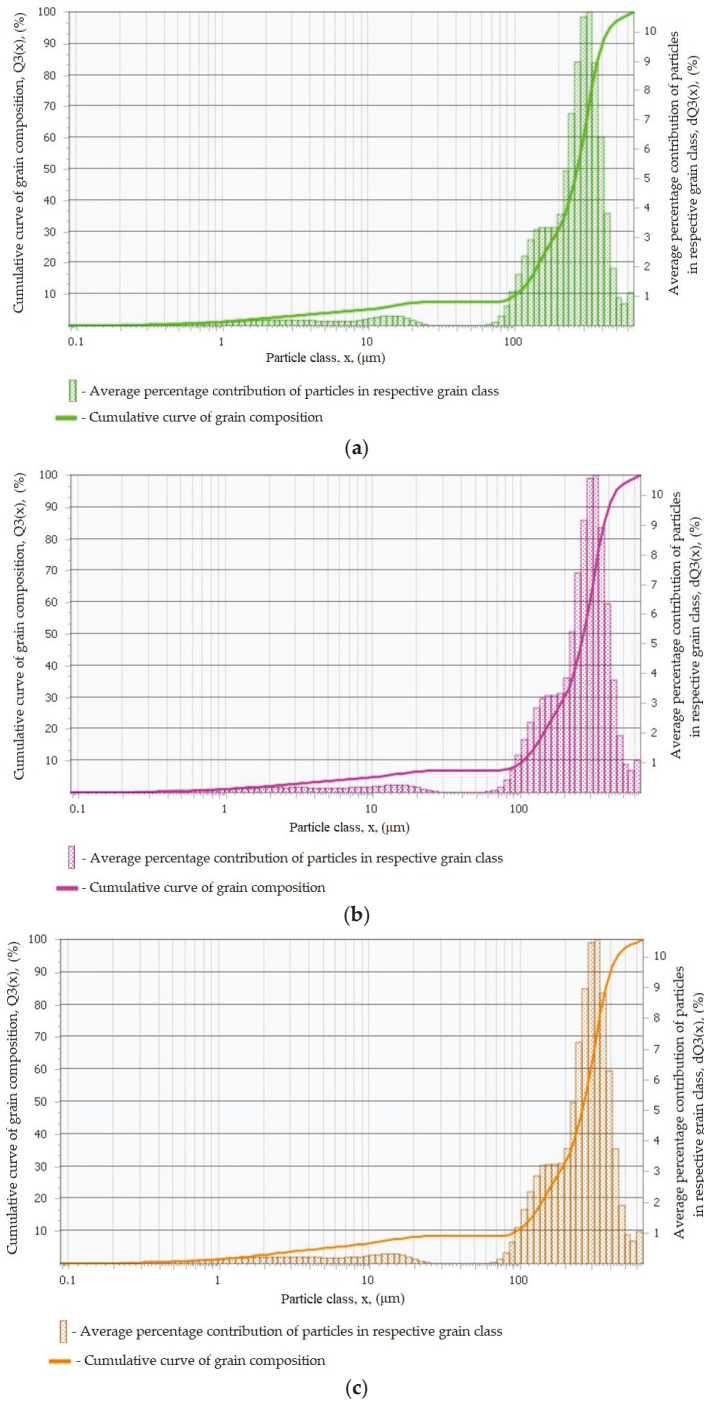 Cumulative curve of grain composition, Q3(x), (%)
100
90
80
70
60
50
40
30
20
10
10
9
8
7
6
5
4
3
2
1
Average percentage contribution of particles
in respective grain class, dQ3(x), (%)
0.1 1 10 100
Particle class, x, (μm)
- Average percentage contribution of particles in respective grain class
- Cumulative curve of grain composition
(a)
Cumulative curve of grain composition, Q3(x), (%)
100
90
80
70
60
50
40
30
20
10
10
9
8
7
6
5
4
3
2
1
Average percentage contribution of particles
in respective grain class, dQ3(x), (%)
0.1 1 10 100
Particle class, x, (μm)
- Average percentage contribution of particles in respective grain class
- Cumulative curve of grain composition
(b)
Cumulative curve of grain composition, Q3(x), (%)
100
90
80
70
60
50
40
30
20
10
10
9
8
7
6
5
4
3
2
1
Average percentage contribution of particles
in respective grain class, dQ3(x), (%)
0.1 1 10 100
Particle class, x, (μm)
- Average percentage contribution of particles in respective grain class
- Cumulative curve of grain composition
(c)